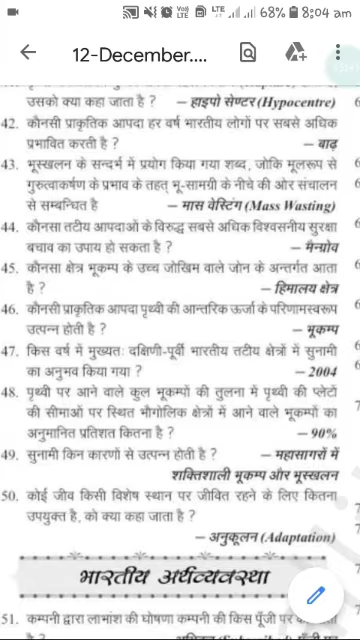 68% 8:04 am
12-December....
उसको क्या कहा जाता है ? – हाइपो सेण्टर (Hypocentre)
42. कौनसी प्राकृतिक आपदा हर वर्ष भारतीय लोगों पर सबसे अधिक
प्रभावित करती है ? – बाढ़
43. भूस्खलन के सन्दर्भ में प्रयोग किया गया शब्द, जोकि मूलरूप से
गुरुत्वाकर्षण के प्रभाव के तहत् भू-सामग्री के नीचे की ओर संचालन
से सम्बन्धित है – मास वेस्टिंग (Mass Wasting)
44. कौनसा तटीय आपदाओं के विरुद्ध सबसे अधिक विश्वसनीय सुरक्षा
बचाव का उपाय हो सकता है ? – मैन्ग्रोव
45. कौनसा क्षेत्र भूकम्प के उच्च जोखिम वाले जोन के अन्तर्गत आता
है ? – हिमालय क्षेत्र
46. कौनसी प्राकृतिक आपदा पृथ्वी की आन्तरिक ऊर्जा के परिणामस्वरूप
उत्पन्न होती है ? – भूकम्प
47. किस वर्ष में मुख्यतः दक्षिणी-पूर्वी भारतीय तटीय क्षेत्रों में सुनामी
का अनुभव किया गया ? – 2004
48. पृथ्वी पर आने वाले कुल भूकम्पों की तुलना में पृथ्वी की प्लेटों
की सीमाओं पर स्थित भौगोलिक क्षेत्रों में आने वाले भूकम्पों का
अनुमानित प्रतिशत कितना है ? – 90%
49. सुनामी किन कारणों से उत्पन्न होती है ? – महासागरों में
शक्तिशाली भूकम्प और भूस्खलन
50. कोई जीव किसी विशेष स्थान पर जीवित रहने के लिए कितना
उपयुक्त है, को क्या कहा जाता है ?
– अनुकूलन (Adaptation)
भारतीय अर्थव्यवस्था
51. कम्पनी द्वारा लाभांश की घोषणा कम्पनी की किस पूँजी पर